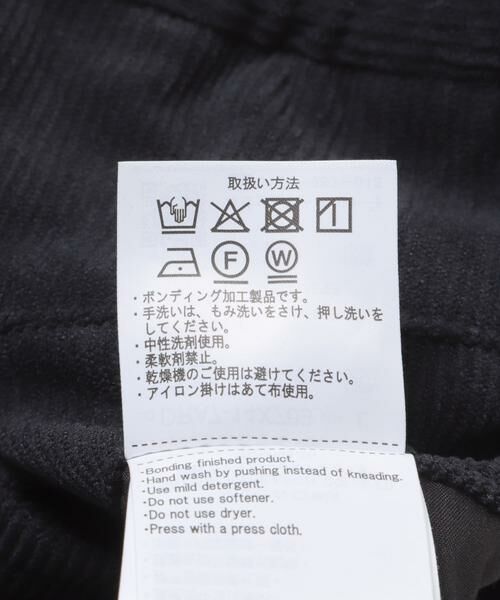 取扱い方法
F W
・ボンディング加工製品です。
・手洗いは、もみ洗いをさけ、押し洗いを
してください。
・中性洗剤使用。
・柔軟剤禁止。
・乾燥機のご使用は避けてください。
・アイロン掛けはあて布使用。
・Bonding finished product.
・Hand wash by pushing instead of kneading.
・Use mild detergent.
・Do not use softener.
・Do not use dryer.
・Press with a press cloth.